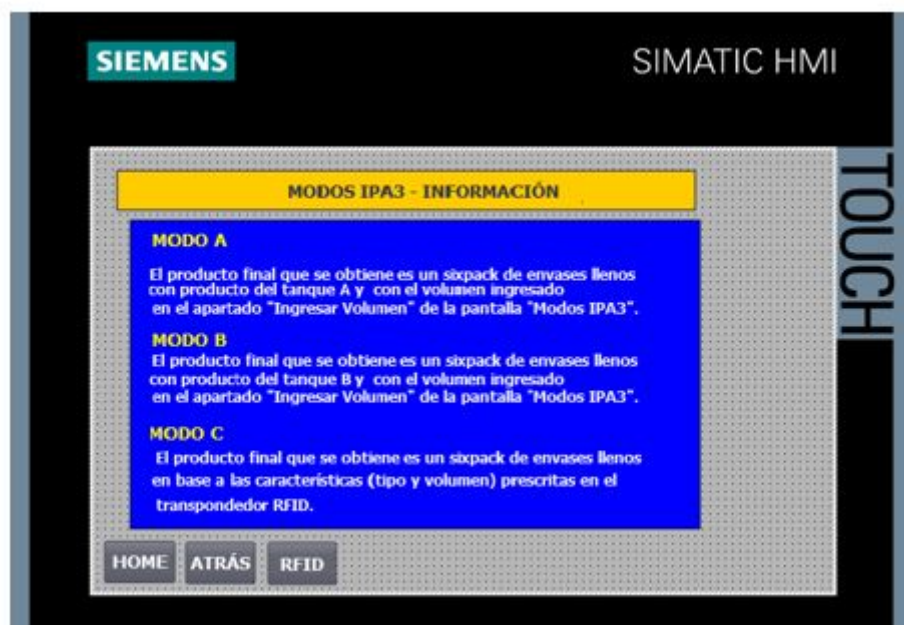 SIEMENS
SIMATIC HMI
TOUCH
MODOS IPA3 - INFORMACIÓN
MODO A
El producto final que se obtiene es un sixpack de envases llenos
con producto del tanque A y con el volumen ingresado
en el apartado "Ingresar Volumen" de la pantalla "Modos IPA3".
MODO B
El producto final que se obtiene es un sixpack de envases llenos
con producto del tanque B y con el volumen ingresado
en el apartado "Ingresar Volumen" de la pantalla "Modos IPA3".
MODO C
El producto final que se obtiene es un sixpack de envases llenos
en base a las características (tipo y volumen) prescritas en el
transpondedor RFID.
HOME
ATRÁS
RFID